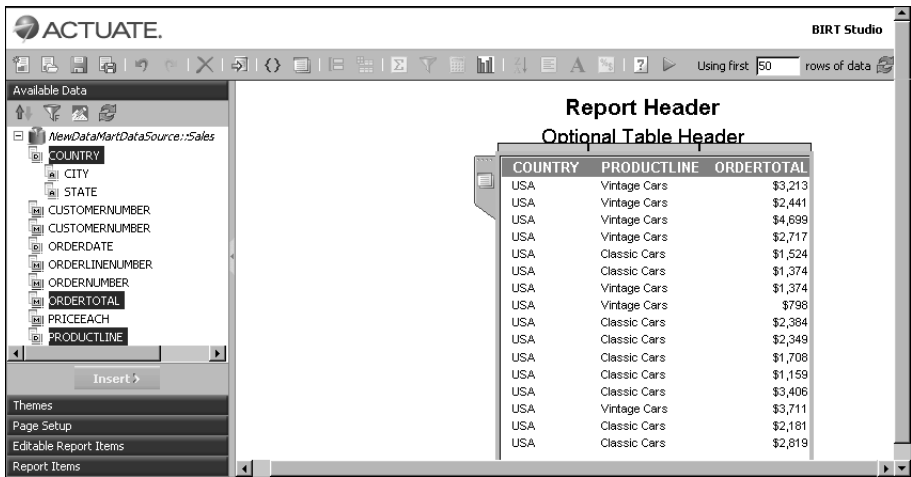 ACTUATE.
BIRT Studio
Using first 50 rows of data
Available Data
NewDataMartDataSource::Sales
COUNTRY
CITY
STATE
CUSTOMERNUMBER
CUSTOMERNUMBER
ORDERDATE
ORDERLINENUMBER
ORDERNUMBER
ORDERTOTAL
PRICEEACH
PRODUCTLINE
Insert
Themes
Page Setup
Editable Report Items
Report Items
Report Header
Optional Table Header
COUNTRY PRODUCTLINE ORDERTOTAL
USA Vintage Cars $3,213
USA Vintage Cars $2,441
USA Vintage Cars $4,699
USA Vintage Cars $2,717
USA Classic Cars $1,524
USA Classic Cars $1,374
USA Vintage Cars $1,374
USA Vintage Cars $798
USA Classic Cars $2,384
USA Classic Cars $2,349
USA Classic Cars $1,708
USA Classic Cars $1,159
USA Classic Cars $3,406
USA Vintage Cars $3,711
USA Classic Cars $2,181
USA Classic Cars $2,819